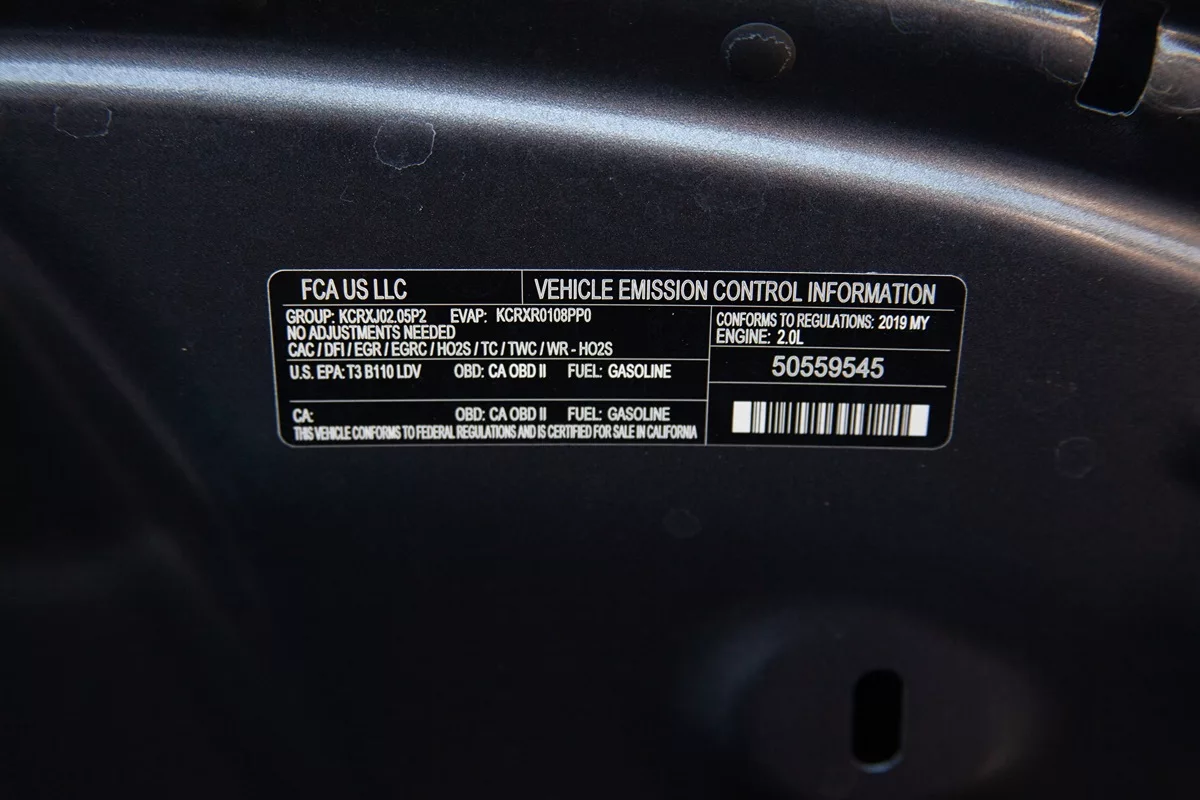 FCA US LLC
VEHICLE EMISSION CONTROL INFORMATION
GROUP: KCRXJ02.05P2 EVAP: KCRXR0108PP0
NO ADJUSTMENTS NEEDED
CAC / DFI / EGR / EGRC / HO2S / TC / TWC / WR - HO2S
U.S. EPA: T3 B110 LDV OBD: CA OBD II FUEL: GASOLINE
CA: OBD: CA OBD II FUEL: GASOLINE
THIS VEHICLE CONFORMS TO FEDERAL REGULATIONS AND IS CERTIFIED FOR SALE IN CALIFORNIA
CONFORMS TO REGULATIONS: 2019 MY
ENGINE: 2.0L
50559545